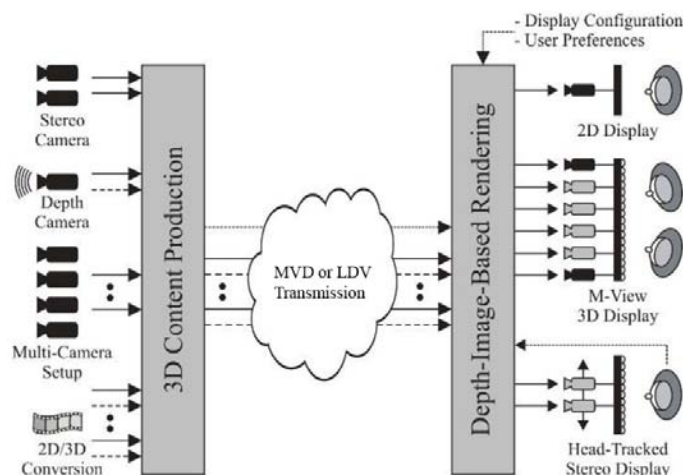 - Display Configuration
- User Preferences
Stereo
Camera
Depth
Camera
Multi-Camera
Setup
2D/3D
Conversion
3D Content Production
MVD or LDV
Transmission
Depth-Image-Based Rendering
2D Display
M-View
3D Display
Head-Tracked
Stereo Display